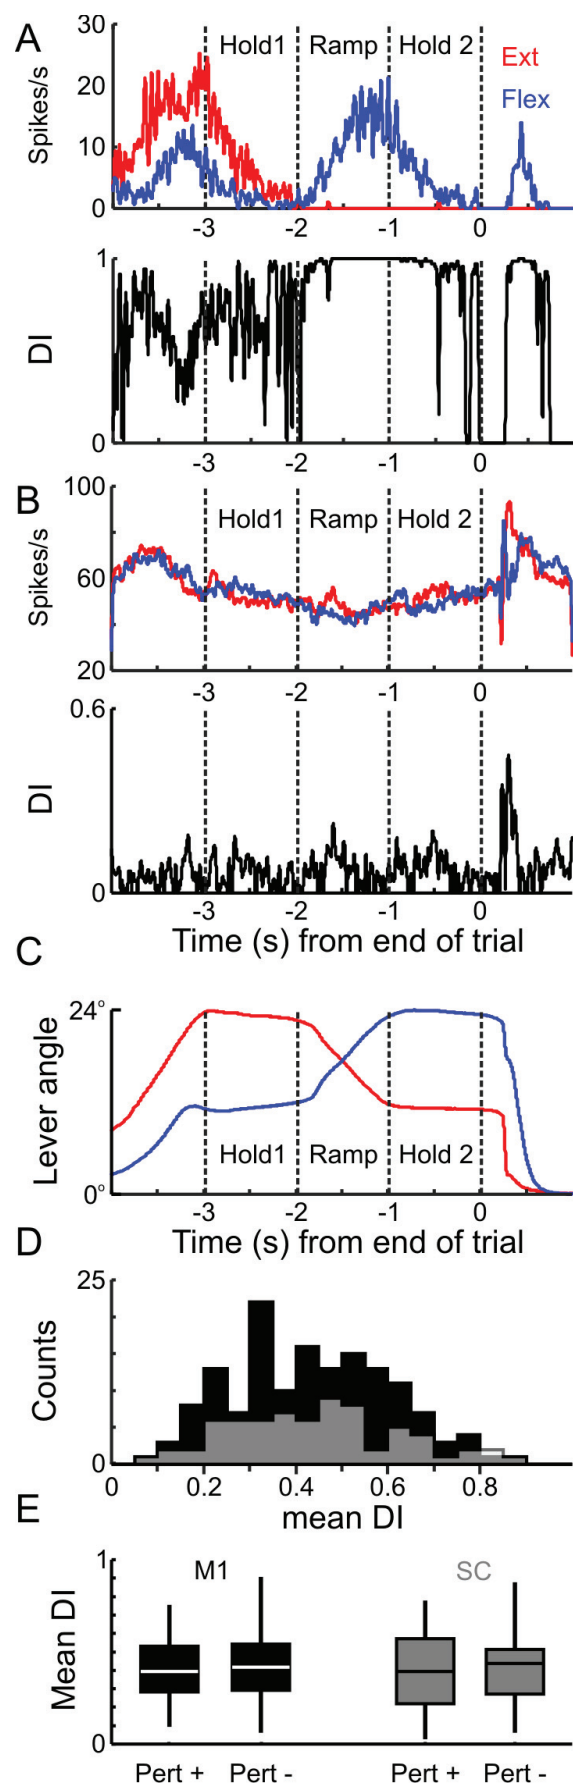 A
30
20
10
0
Spikes/s
Hold1 Ramp Hold 2
Ext
Flex
-3 -2 -1 0
1
0
DI
-3 -2 -1 0
B
100
60
20
Spikes/s
Hold1 Ramp Hold 2
-3 -2 -1 0
0.6
0
DI
-3 -2 -1 0
Time (s) from end of trial
C
24°
0°
Lever angle
Hold1 Ramp Hold 2
-3 -2 -1 0
Time (s) from end of trial
D
25
0
Counts
0 0.2 0.4 0.6 0.8
mean DI
E
1
0
Mean DI
M1 SC
Pert + Pert - Pert + Pert -